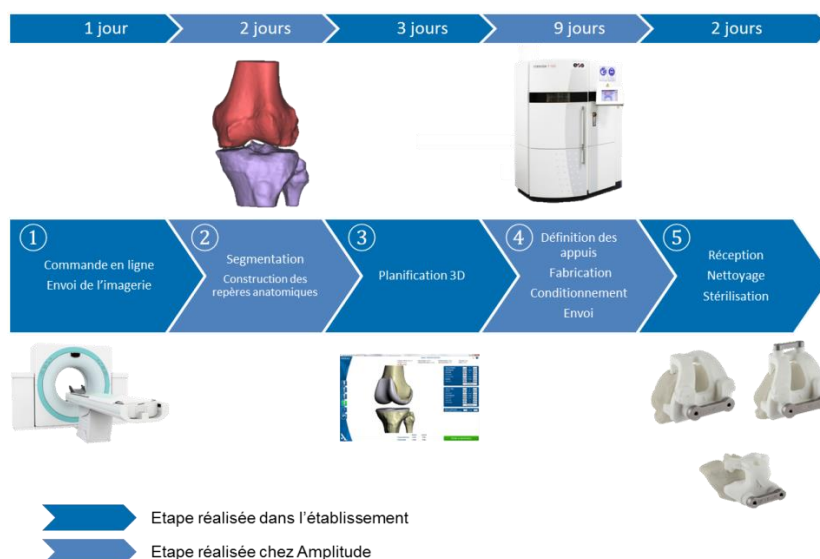 1 jour
2 jours
3 jours
9 jours
2 jours
1
Commande en ligne
Envoi de l'imagerie
2
Segmentation
Construction des
repères anatomiques
3
Planification 3D
4
Définition des
appuis
Fabrication
Conditionnement
Envoi
5
Réception
Nettoyage
Stérilisation
Etape réalisée dans l'établissement
Etape réalisée chez Amplitude